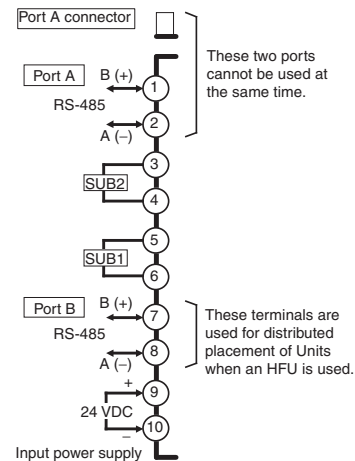 Port A connector
These two ports
cannot be used at
the same time.
Port A
B (+)
RS-485
A (−)
1
2
3
SUB2
4
5
SUB1
6
Port B
B (+)
RS-485
A (−)
7
8
These terminals are
used for distributed
placement of Units
when an HFU is used.
+
9
24 VDC
−
10
Input power supply